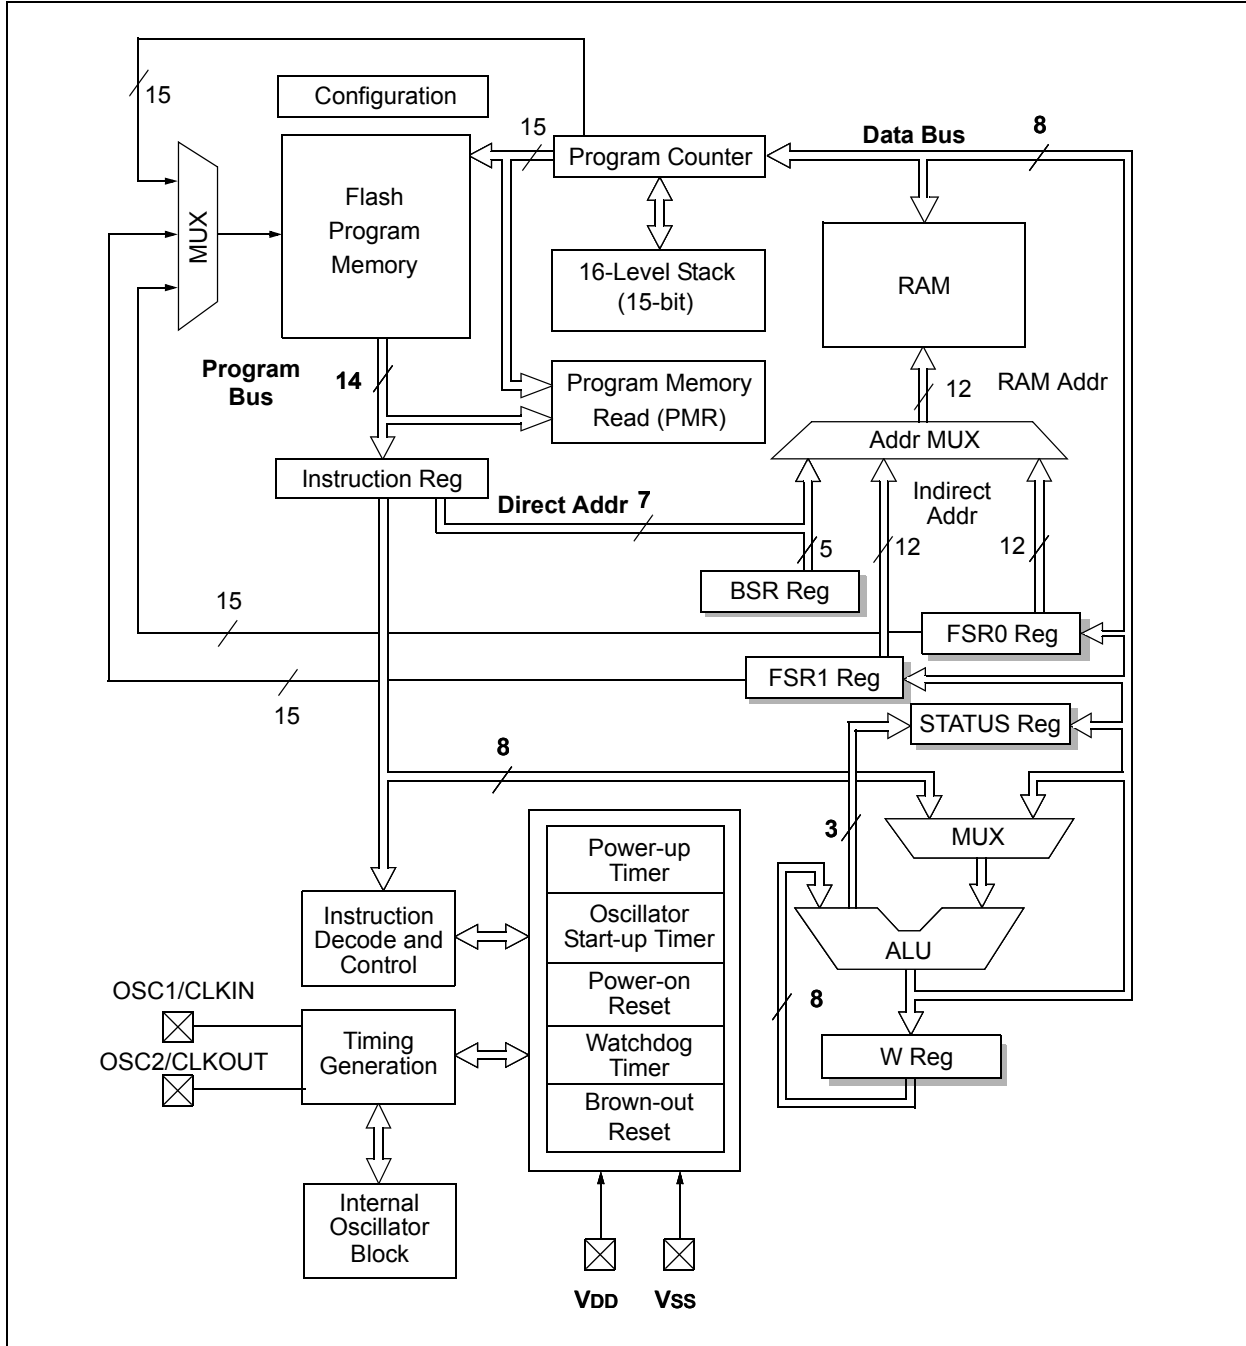 15
Configuration
15
Program Counter
Data Bus
8
MUX
Flash
Program
Memory
16-Level Stack
(15-bit)
RAM
Program
Bus
14
Program Memory
Read (PMR)
12
RAM Addr
Addr MUX
Instruction Reg
Direct Addr
7
Indirect
Addr
5
12
12
BSR Reg
15
FSR0 Reg
FSR1 Reg
15
STATUS Reg
8
3
MUX
Power-up
Timer
Instruction
Decode and
Control
Oscillator
Start-up Timer
ALU
OSC1/CLKIN
Power-on
Reset
8
OSC2/CLKOUT
Timing
Generation
Watchdog
Timer
W Reg
Brown-out
Reset
Internal
Oscillator
Block
VDD
VSS